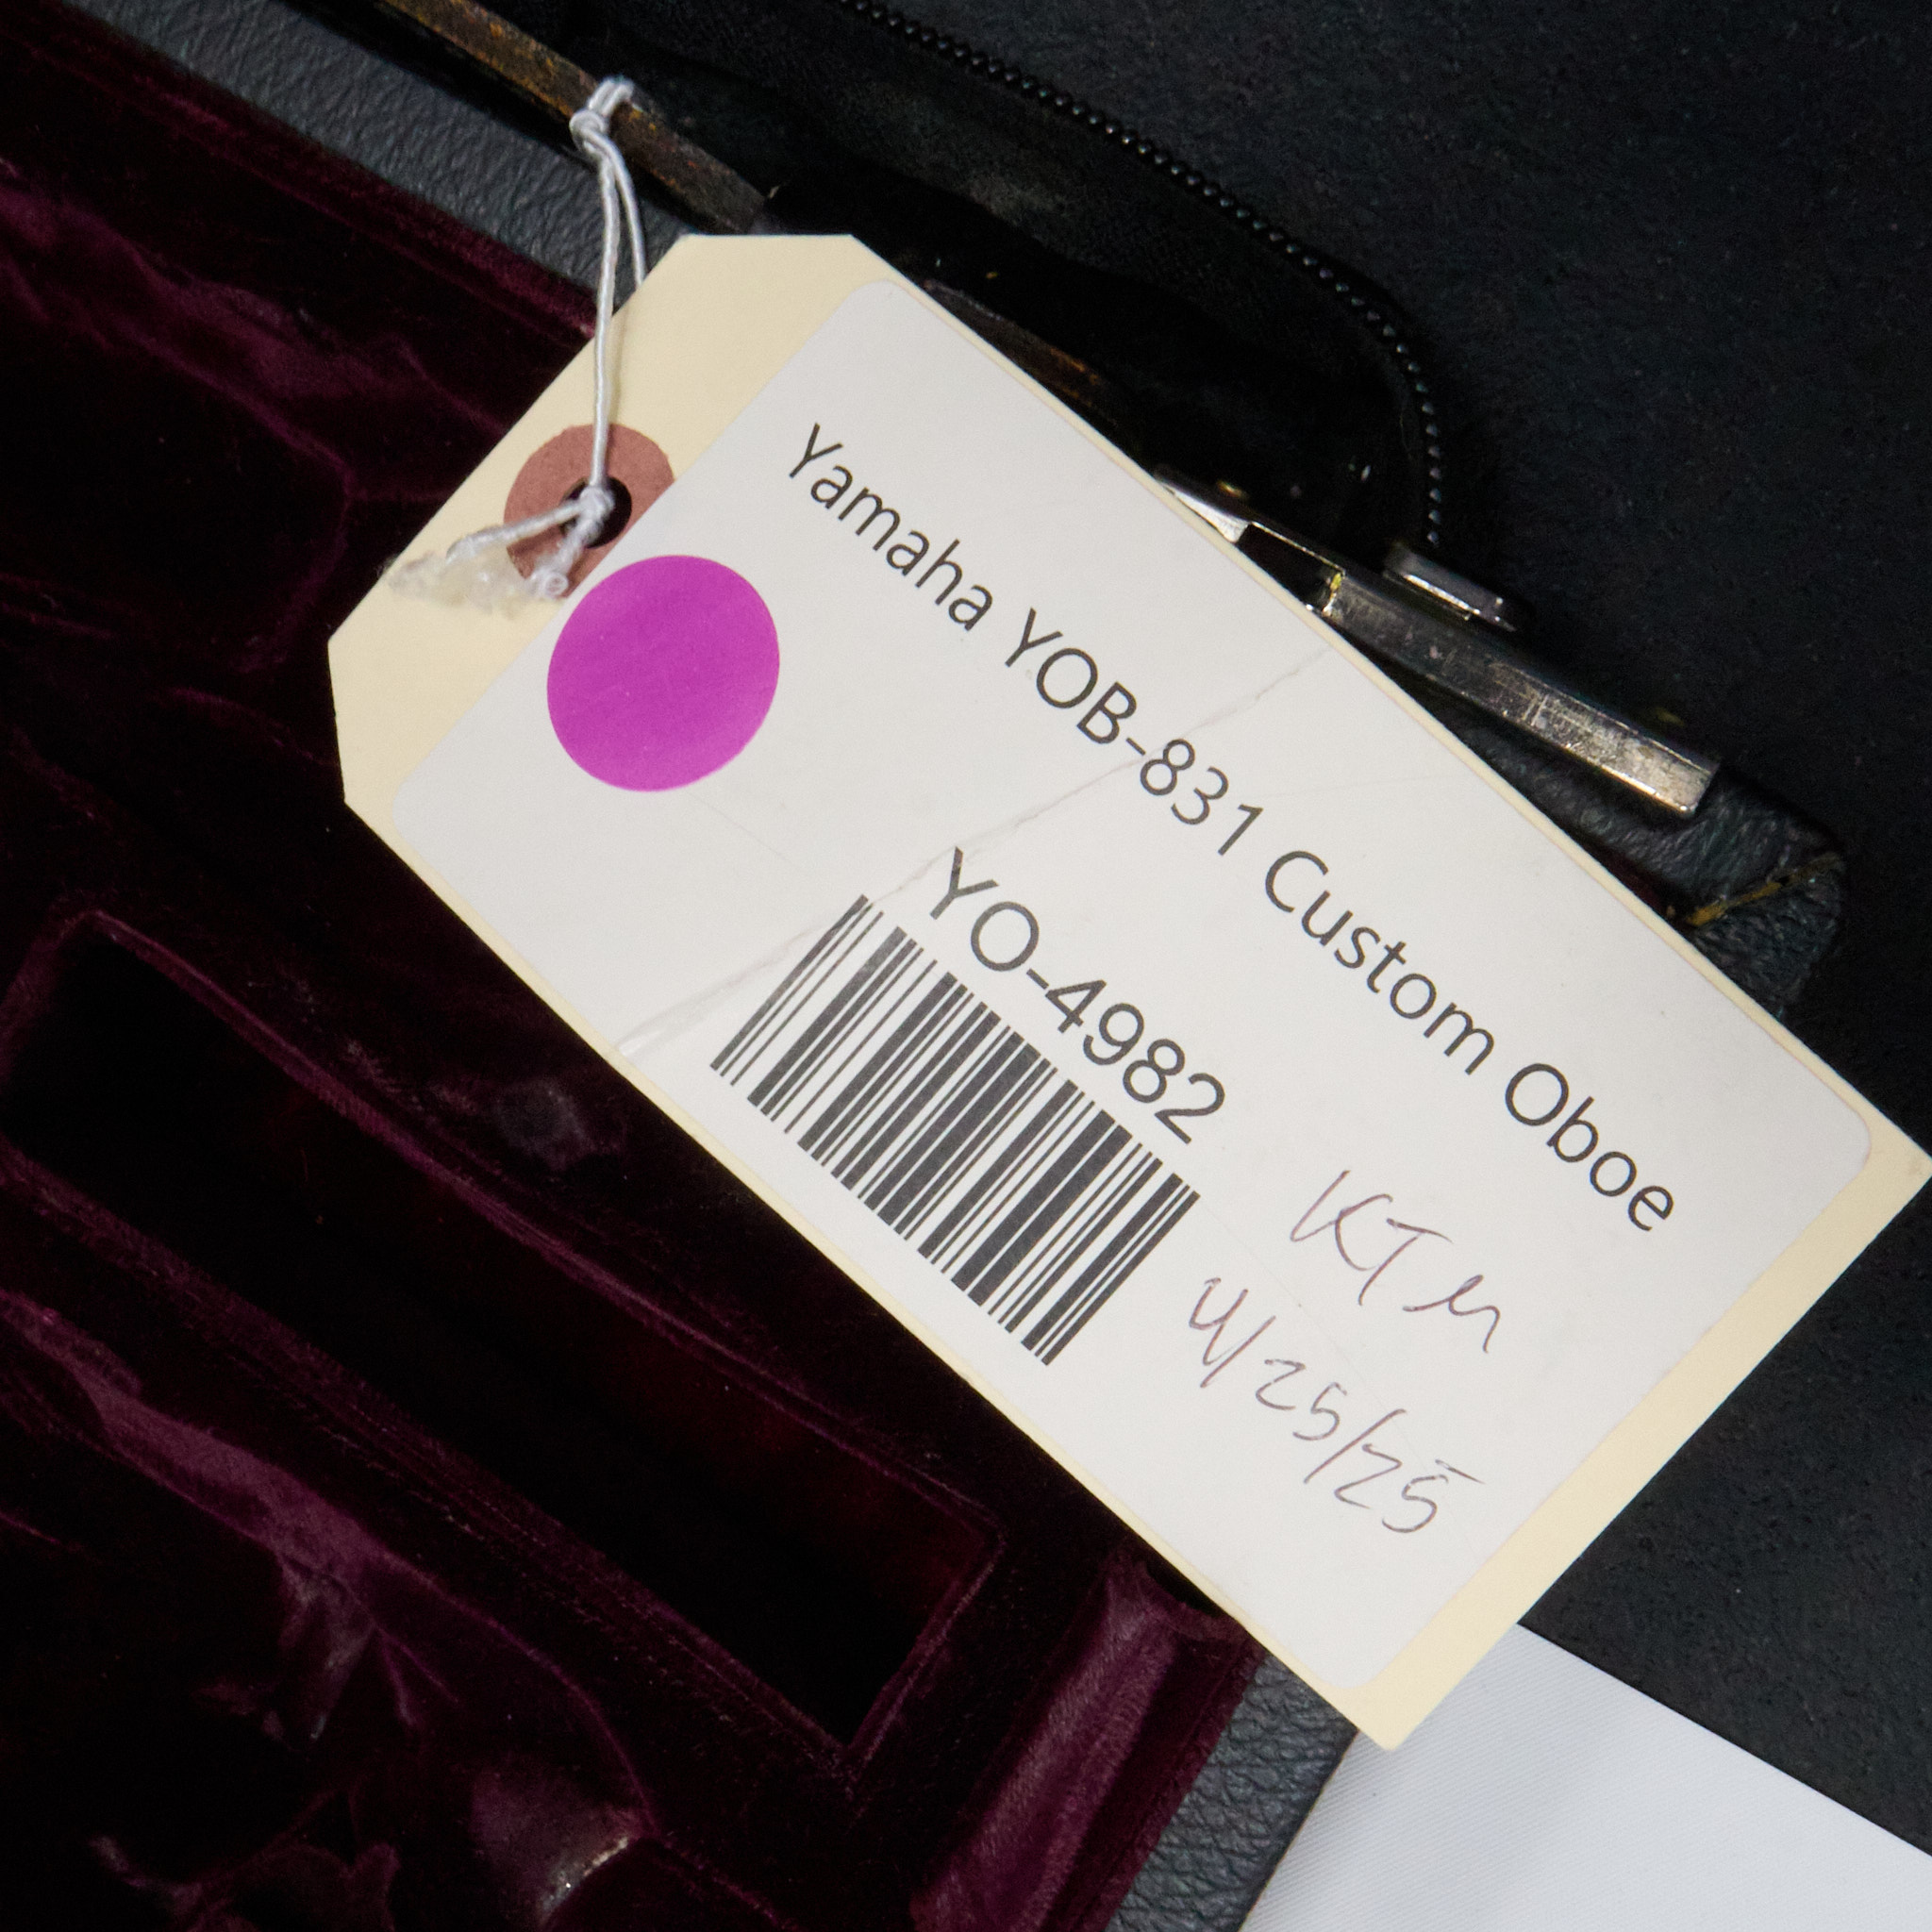 Yamaha YOB-831 Custom Oboe
YO-4982
KTM
4/25/25